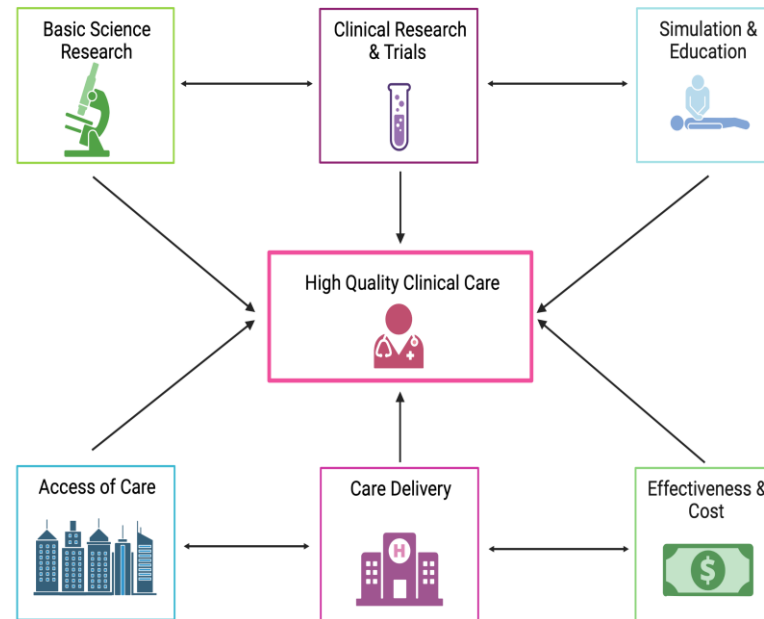 Basic Science
Research
Clinical Research
& Trials
Simulation &
Education
High Quality Clinical Care
Access of Care
Care Delivery
H
Effectiveness &
Cost
$